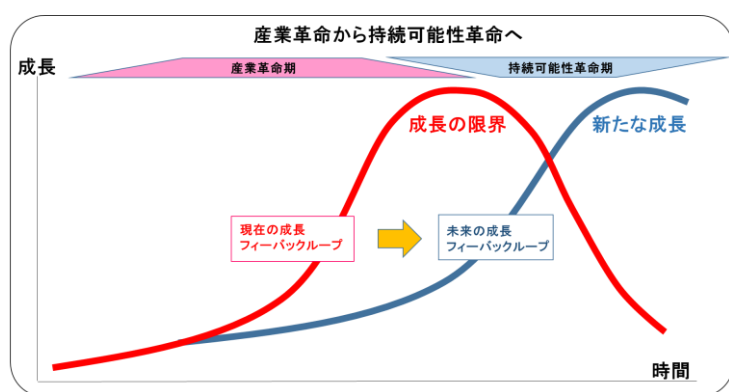 産業革命から持続可能性革命へ
成長
産業革命期
持続可能性革命期
成長の限界
新たな成長
現在の成長
フィーバックループ
未来の成長
フィーバックループ
時間